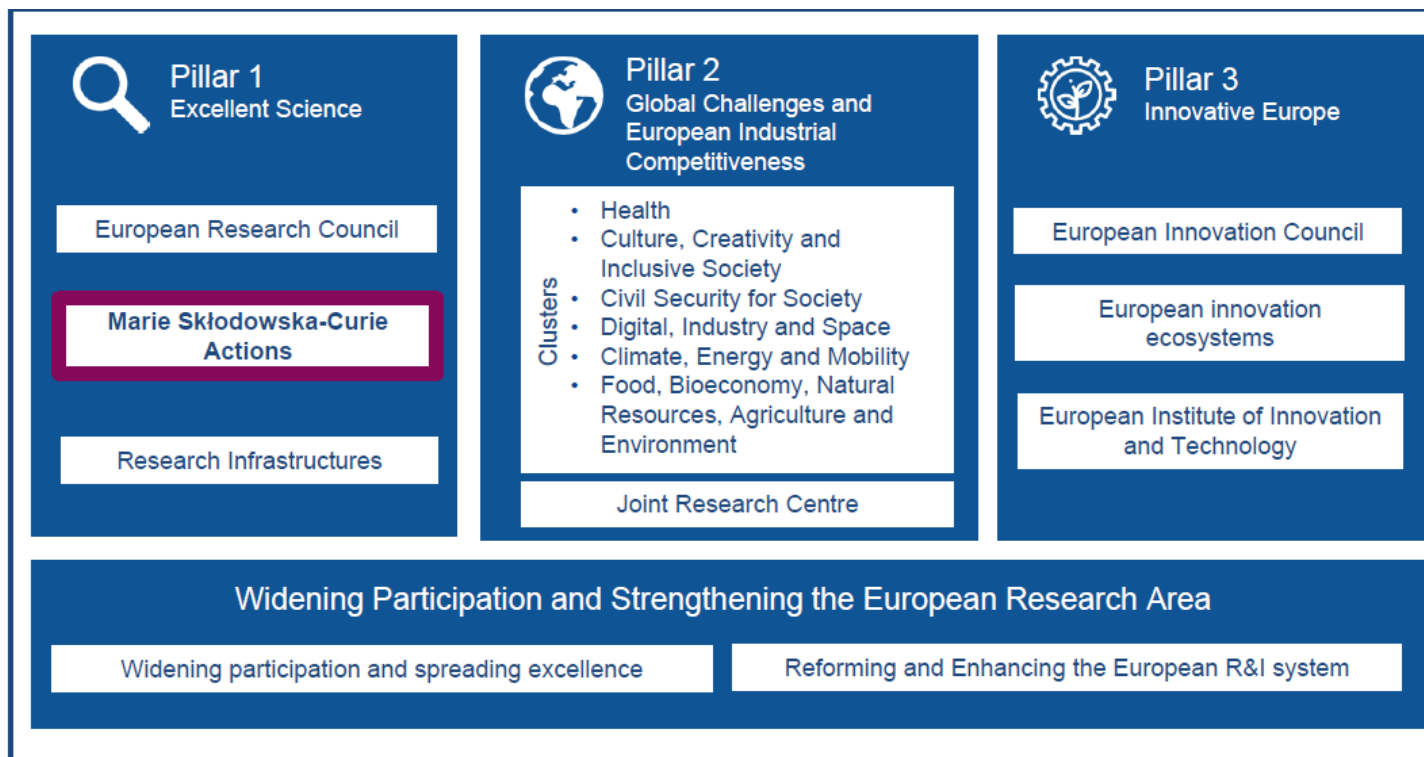 Pillar 1
Excellent Science
European Research Council
Marie Skłodowska-Curie
Actions
Research Infrastructures
Pillar 2
Global Challenges and
European Industrial
Competitiveness
Clusters
• Health
• Culture, Creativity and
Inclusive Society
• Civil Security for Society
• Digital, Industry and Space
• Climate, Energy and Mobility
• Food, Bioeconomy, Natural
Resources, Agriculture and
Environment
Joint Research Centre
Pillar 3
Innovative Europe
European Innovation Council
European innovation
ecosystems
European Institute of Innovation
and Technology
Widening Participation and Strengthening the European Research Area
Widening participation and spreading excellence
Reforming and Enhancing the European R&I system